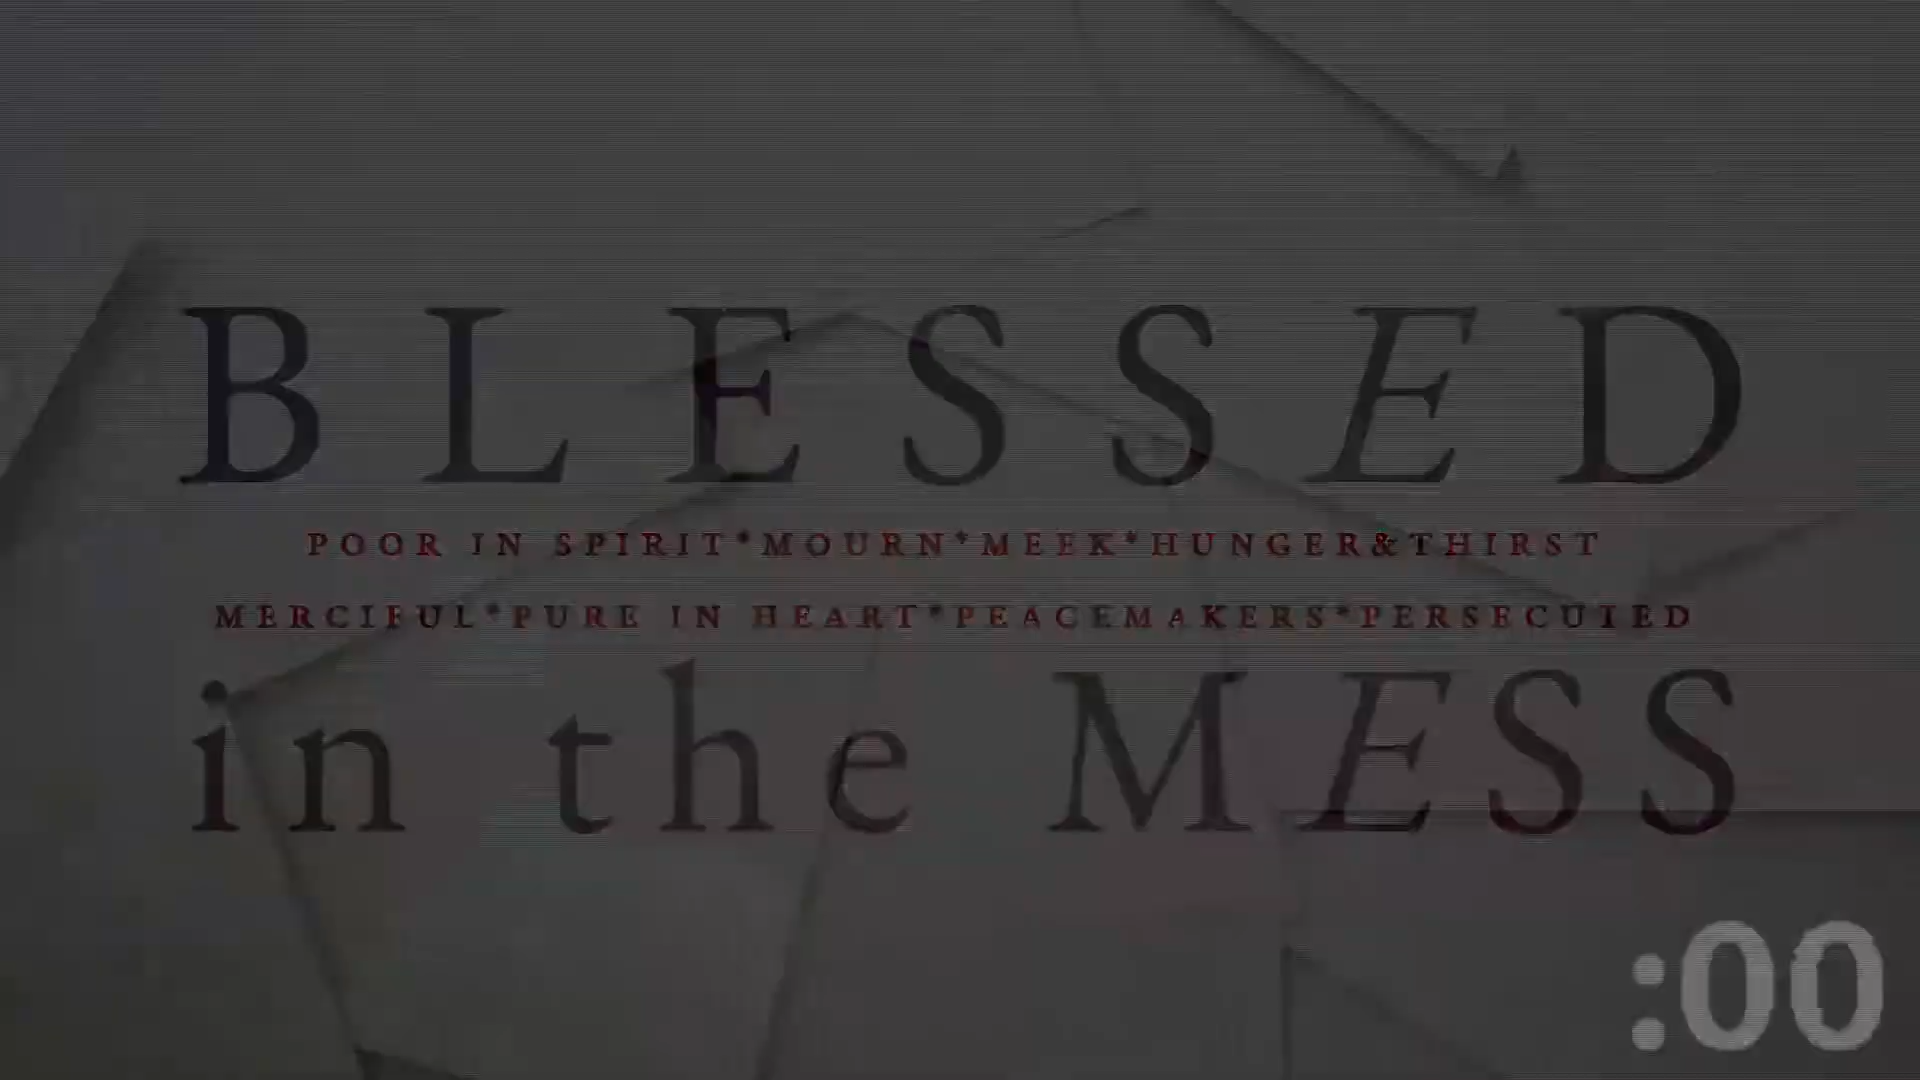 BLESSED
POOR IN SPIRIT*MOURN*MEEK*HUNGER&THIRST
MERCIFUL*PURE IN HEART*PEACEMAKERS*PERSECUTED
in the MESS
:00